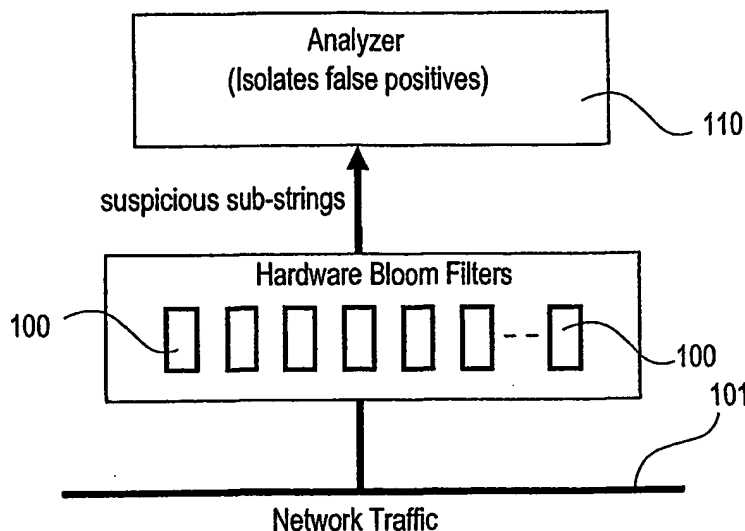 Analyzer
(Isolates false positives)
110
suspicious sub-strings
Hardware Bloom Filters
100
100
101
Network Traffic